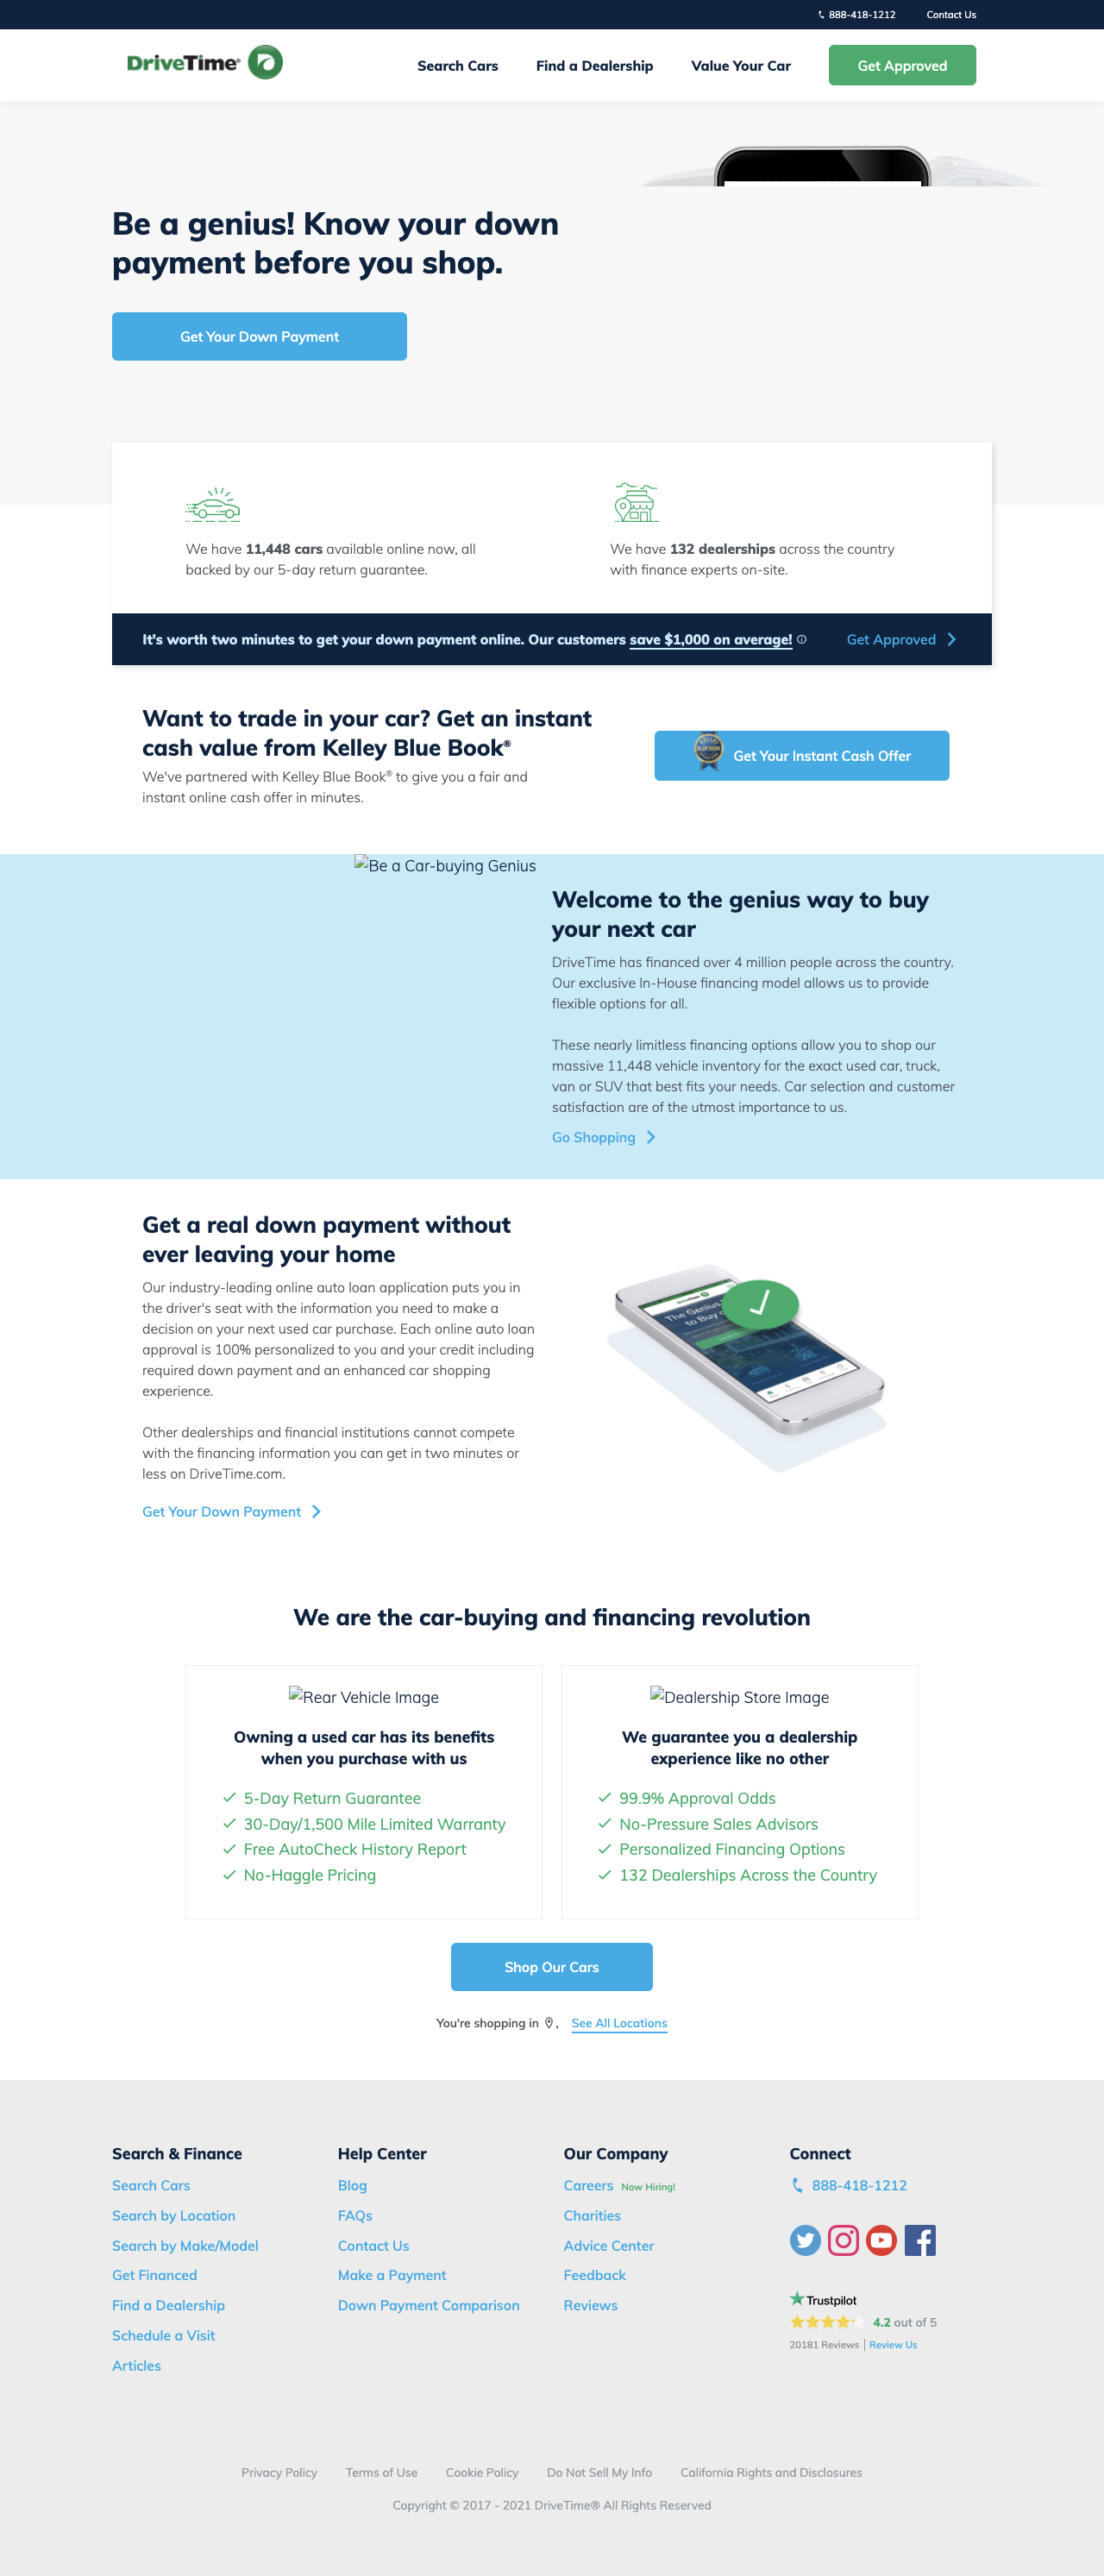 888-418-1212 Contact Us
DriveTime
Search Cars Find a Dealership Value Your Car Get Approved
Be a genius! Know your down
payment before you shop.
Get Your Down Payment
We have 11,448 cars available online now, all
backed by our 5-day return guarantee.
We have 132 dealerships across the country
with finance experts on-site.
It's worth two minutes to get your down payment online. Our customers save $1,000 on average! Get Approved
Want to trade in your car? Get an instant
cash value from Kelley Blue Book®
We've partnered with Kelley Blue Book® to give you a fair and
instant online cash offer in minutes.
Get Your Instant Cash Offer
Be a Car-buying Genius
Welcome to the genius way to buy
your next car
DriveTime has financed over 4 million people across the country.
Our exclusive In-House financing model allows us to provide
flexible options for all.
These nearly limitless financing options allow you to shop our
massive 11,448 vehicle inventory for the exact used car, truck,
van or SUV that best fits your needs. Car selection and customer
satisfaction are of the utmost importance to us.
Go Shopping
Get a real down payment without
ever leaving your home
Our industry-leading online auto loan application puts you in
the driver's seat with the information you need to make a
decision on your next used car purchase. Each online auto loan
approval is 100% personalized to you and your credit including
required down payment and an enhanced car shopping
experience.
Other dealerships and financial institutions cannot compete
with the financing information you can get in two minutes or
less on DriveTime.com.
Get Your Down Payment
We are the car-buying and financing revolution
Rear Vehicle Image
Owning a used car has its benefits
when you purchase with us
5-Day Return Guarantee
30-Day/1,500 Mile Limited Warranty
Free AutoCheck History Report
No-Haggle Pricing
Dealership Store Image
We guarantee you a dealership
experience like no other
99.9% Approval Odds
No-Pressure Sales Advisors
Personalized Financing Options
132 Dealerships Across the Country
Shop Our Cars
You're shopping in , See All Locations
Search & Finance
Search Cars
Search by Location
Search by Make/Model
Get Financed
Find a Dealership
Schedule a Visit
Articles
Help Center
Blog
FAQs
Contact Us
Make a Payment
Down Payment Comparison
Our Company
Careers Now Hiring!
Charities
Advice Center
Feedback
Reviews
Connect
888-418-1212
Trustpilot
4.2 out of 5
20181 Reviews | Review Us
Privacy Policy Terms of Use Cookie Policy Do Not Sell My Info California Rights and Disclosures
Copyright © 2017 - 2021 DriveTime® All Rights Reserved